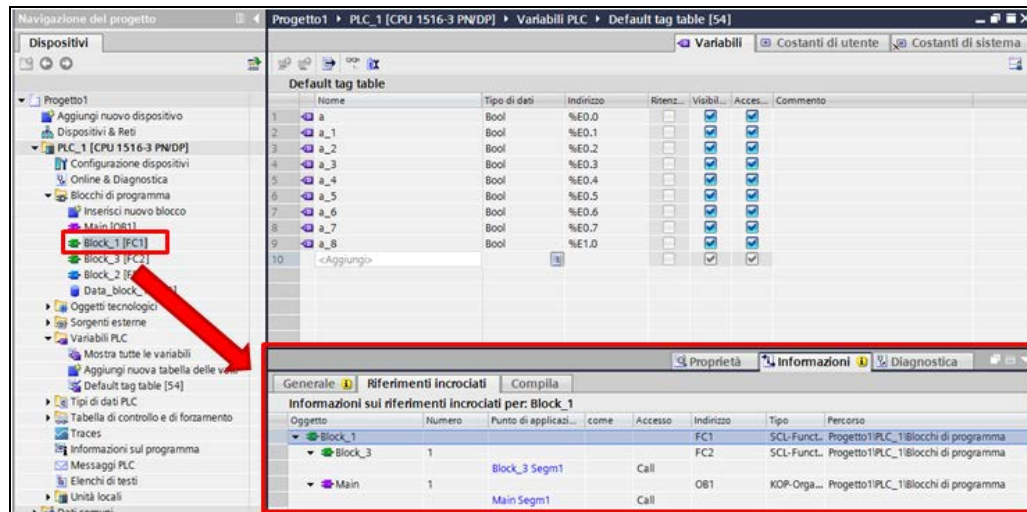 Navigazione del progetto
Progetto1 ▸ PLC_1 [CPU 1516-3 PN/DP] ▸ Variabili PLC ▸ Default tag table [54]
Dispositivi
Variabili Costanti di utente Costanti di sistema
Default tag table
Nome Tipo di dati Indirizzo Ritenz... Visibil... Acces... Commento
1 a Bool %E0.0
2 a_1 Bool %E0.1
3 a_2 Bool %E0.2
4 a_3 Bool %E0.3
5 a_4 Bool %E0.4
6 a_5 Bool %E0.5
7 a_6 Bool %E0.6
8 a_7 Bool %E0.7
9 a_8 Bool %E1.0
10 <Aggiungi>
Progetto1
Aggiungi nuovo dispositivo
Dispositivi & Reti
PLC_1 [CPU 1516-3 PN/DP]
Configurazione dispositivi
Online & Diagnostica
Blocchi di programma
Inserisci nuovo blocco
Main [OB1]
Block_1 [FC1]
Block_3 [FC2]
Block_2
Data_block_
Oggetti tecnologici
Sorgenti esterne
Variabili PLC
Mostra tutte le variabili
Aggiungi nuova tabella delle
Default tag table [54]
Tipi di dati PLC
Tabella di controllo e di forzamento
Traces
Informazioni sul programma
Messaggi PLC
Elenchi di testi
Unità locali
Dati comuni
Proprietà Informazioni Diagnostica
Generale Riferimenti incrociati Compila
Informazioni sui riferimenti incrociati per: Block_1
Oggetto Numero Punto di applicazi... come Accesso Indirizzo Tipo Percorso
Block_1 FC1 SCL-Funct... Progetto1\PLC_1\Blocchi di programma
Block_3 1 FC2 SCL-Funct... Progetto1\PLC_1\Blocchi di programma
Block_3 Segm1 Call
Main 1 OB1 KOP-Orga... Progetto1\PLC_1\Blocchi di programma
Main Segm1 Call